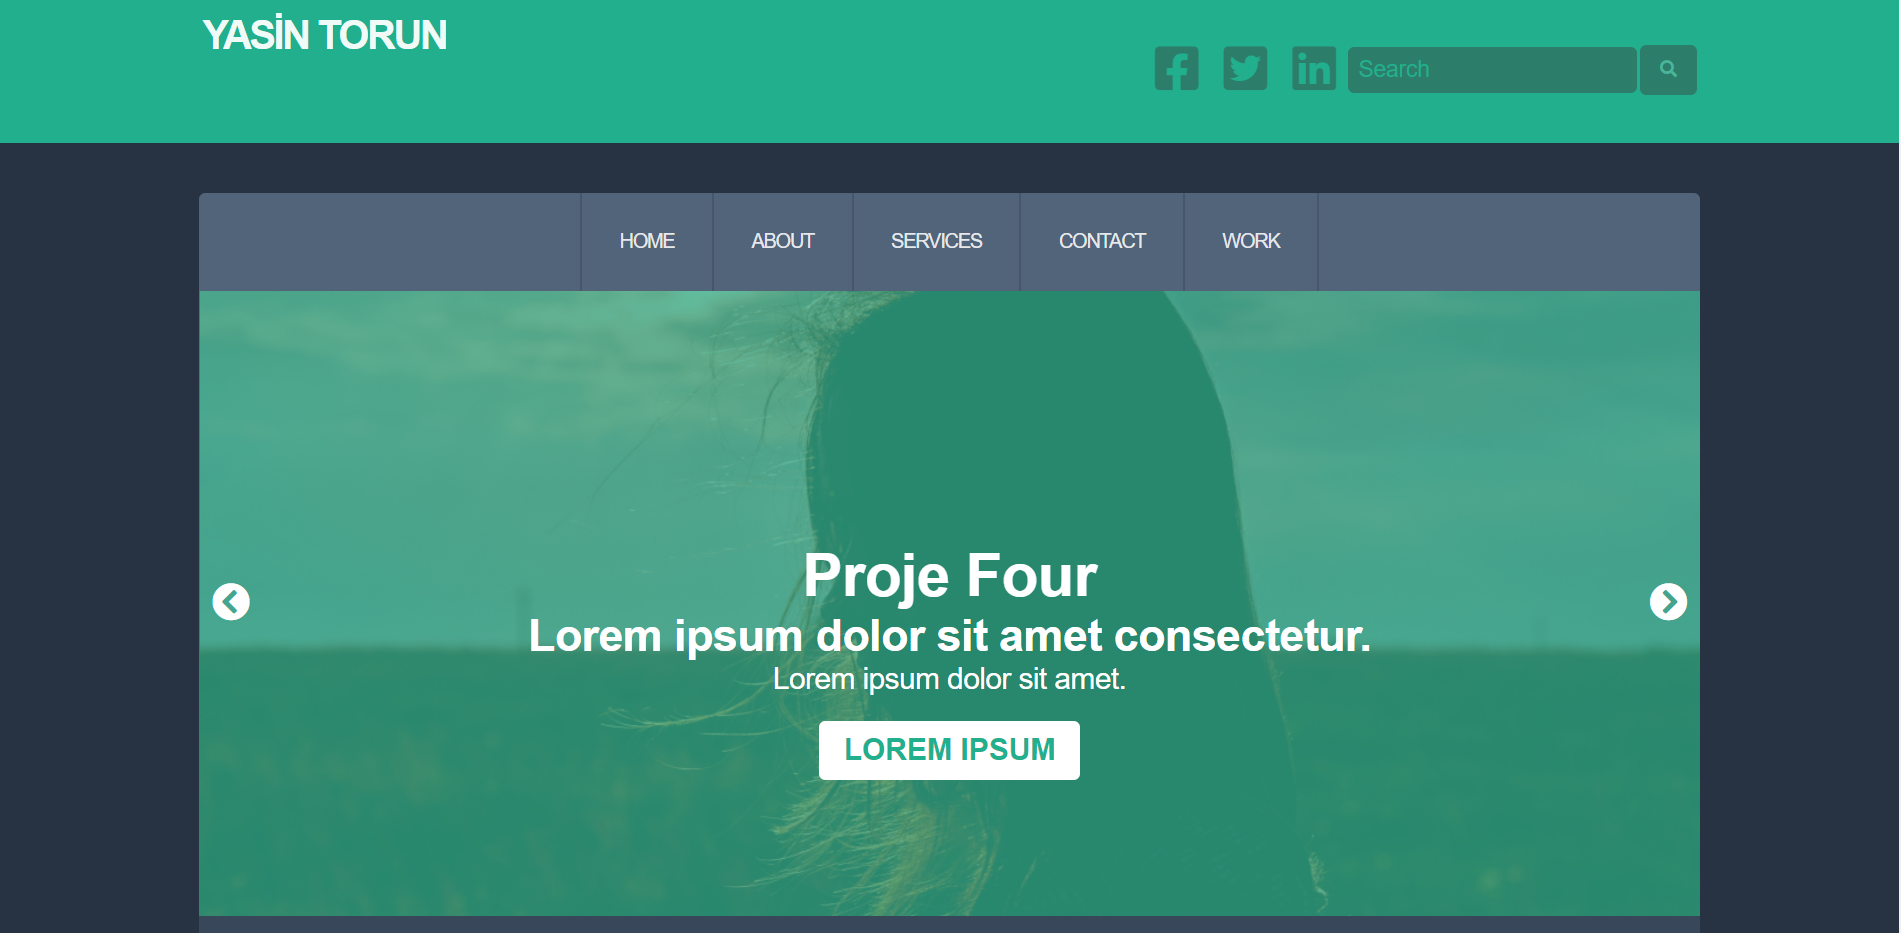 YASİN TORUN
Search
HOME
ABOUT
SERVICES
CONTACT
WORK
Proje Four
Lorem ipsum dolor sit amet consectetur.
Lorem ipsum dolor sit amet.
LOREM IPSUM